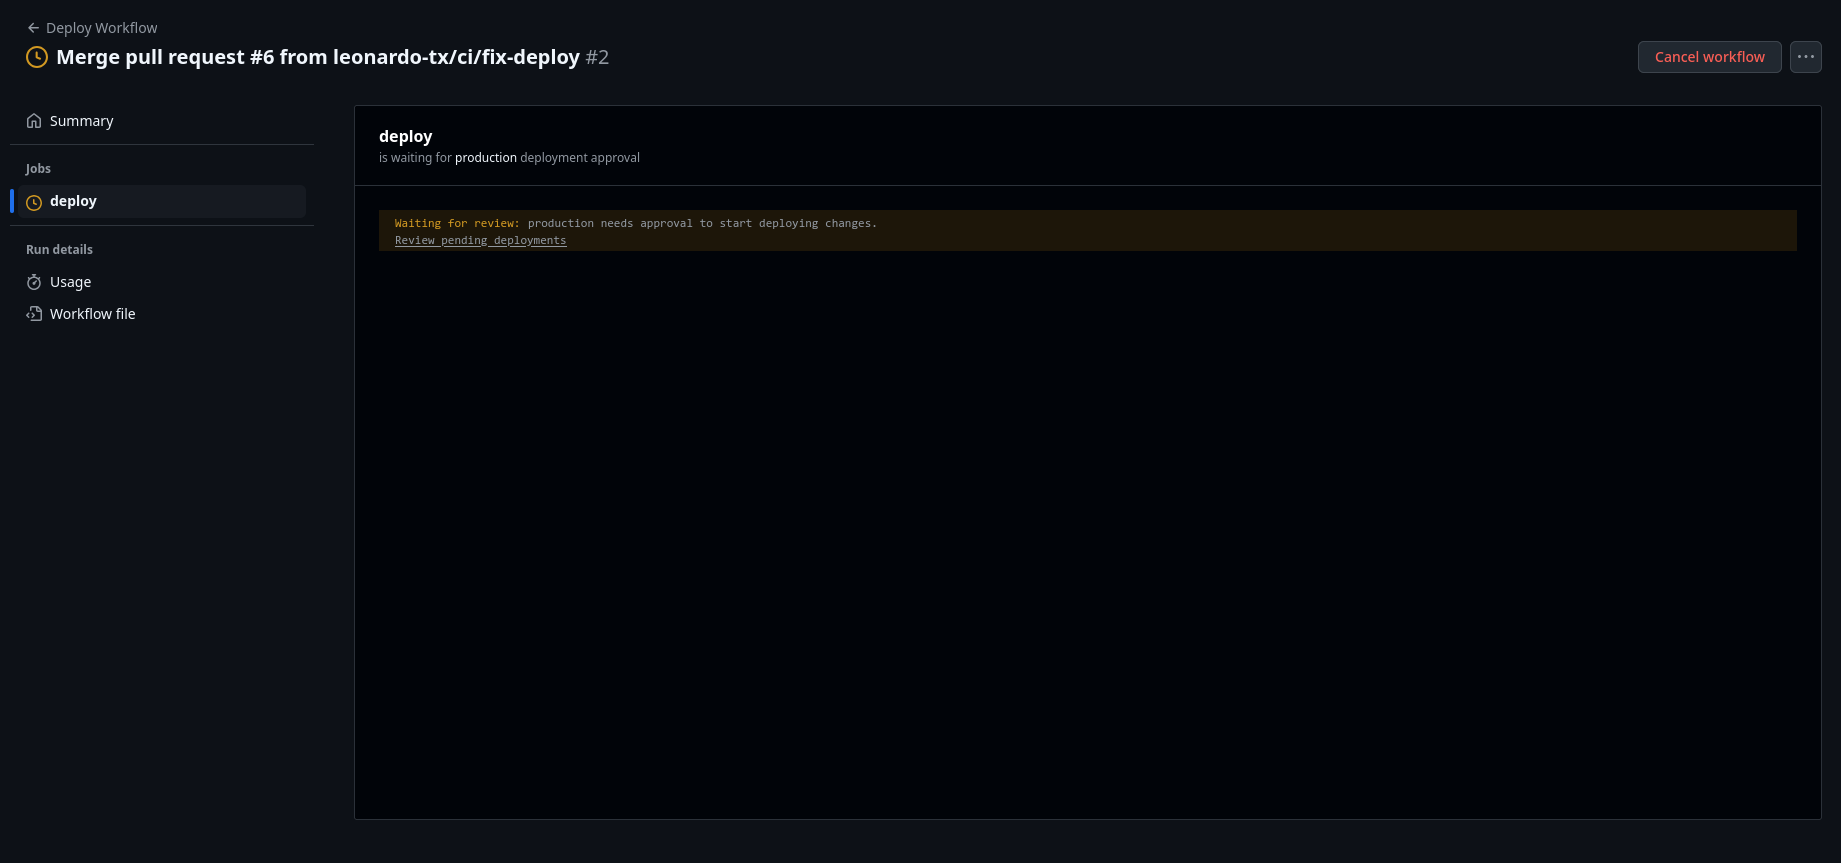 Deploy Workflow
Merge pull request #6 from leonardo-tx/ci/fix-deploy #2
Cancel workflow
Summary
Jobs
deploy
Run details
Usage
Workflow file
deploy
is waiting for production deployment approval
Waiting for review: production needs approval to start deploying changes.
Review pending deployments